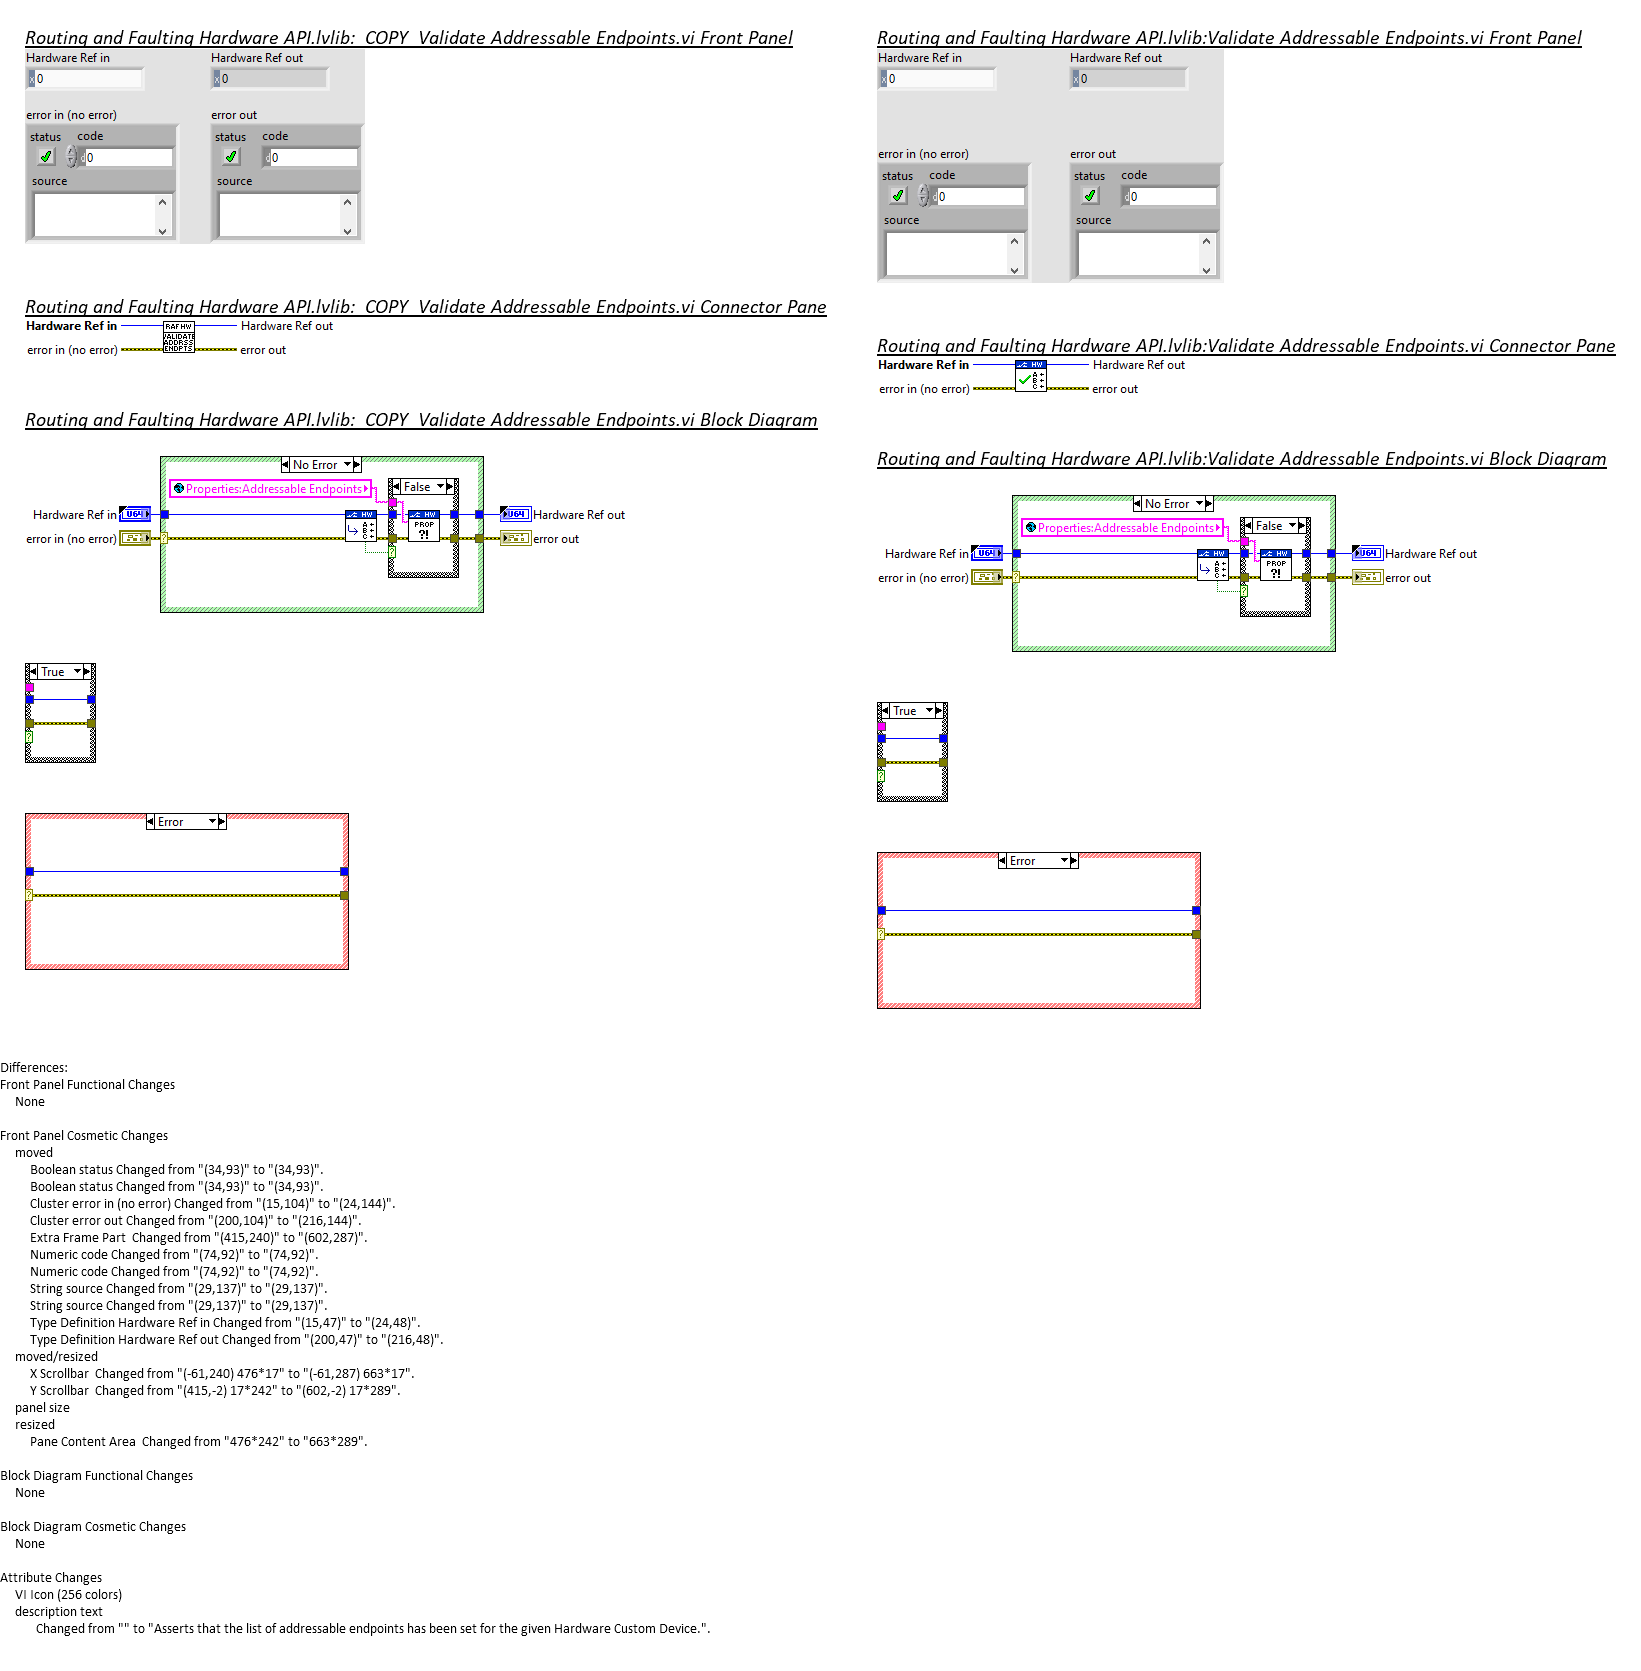 Routing and Faulting Hardware API.lvlib:_COPY_Validate Addressable Endpoints.vi Front Panel
Hardware Ref in
Hardware Ref out
x 0
x 0
error in (no error)
error out
status
code
status
code
d 0
d 0
source
source
Routing and Faulting Hardware API.lvlib:_COPY_Validate Addressable Endpoints.vi Connector Pane
Hardware Ref in
RAF HW
Hardware Ref out
VALIDATE
ADDRSS
ENDPTS
error in (no error)
error out
Routing and Faulting Hardware API.lvlib:_COPY_Validate Addressable Endpoints.vi Block Diagram
No Error
Properties:Addressable Endpoints
False
Hardware Ref in
U64
HW
A
B
C
HW
PROP
?!
U64
Hardware Ref out
error in (no error)
?
?
error out
True
?
Error
?
Routing and Faulting Hardware API.lvlib:Validate Addressable Endpoints.vi Front Panel
Hardware Ref in
Hardware Ref out
x 0
x 0
error in (no error)
error out
status
code
status
code
d 0
d 0
source
source
Routing and Faulting Hardware API.lvlib:Validate Addressable Endpoints.vi Connector Pane
Hardware Ref in
HW
A
B
C
Hardware Ref out
error in (no error)
error out
Routing and Faulting Hardware API.lvlib:Validate Addressable Endpoints.vi Block Diagram
No Error
Properties:Addressable Endpoints
False
Hardware Ref in
U64
HW
A
B
C
HW
PROP
?!
U64
Hardware Ref out
error in (no error)
?
?
error out
True
?
Error
?
Differences:
Front Panel Functional Changes
None
Front Panel Cosmetic Changes
moved
Boolean status Changed from "(34,93)" to "(34,93)".
Boolean status Changed from "(34,93)" to "(34,93)".
Cluster error in (no error) Changed from "(15,104)" to "(24,144)".
Cluster error out Changed from "(200,104)" to "(216,144)".
Extra Frame Part  Changed from "(415,240)" to "(602,287)".
Numeric code Changed from "(74,92)" to "(74,92)".
Numeric code Changed from "(74,92)" to "(74,92)".
String source Changed from "(29,137)" to "(29,137)".
String source Changed from "(29,137)" to "(29,137)".
Type Definition Hardware Ref in Changed from "(15,47)" to "(24,48)".
Type Definition Hardware Ref out Changed from "(200,47)" to "(216,48)".
moved/resized
X Scrollbar  Changed from "(-61,240) 476*17" to "(-61,287) 663*17".
Y Scrollbar  Changed from "(415,-2) 17*242" to "(602,-2) 17*289".
panel size
resized
Pane Content Area  Changed from "476*242" to "663*289".
Block Diagram Functional Changes
None
Block Diagram Cosmetic Changes
None
Attribute Changes
VI Icon (256 colors)
description text
Changed from "" to "Asserts that the list of addressable endpoints has been set for the given Hardware Custom Device.".